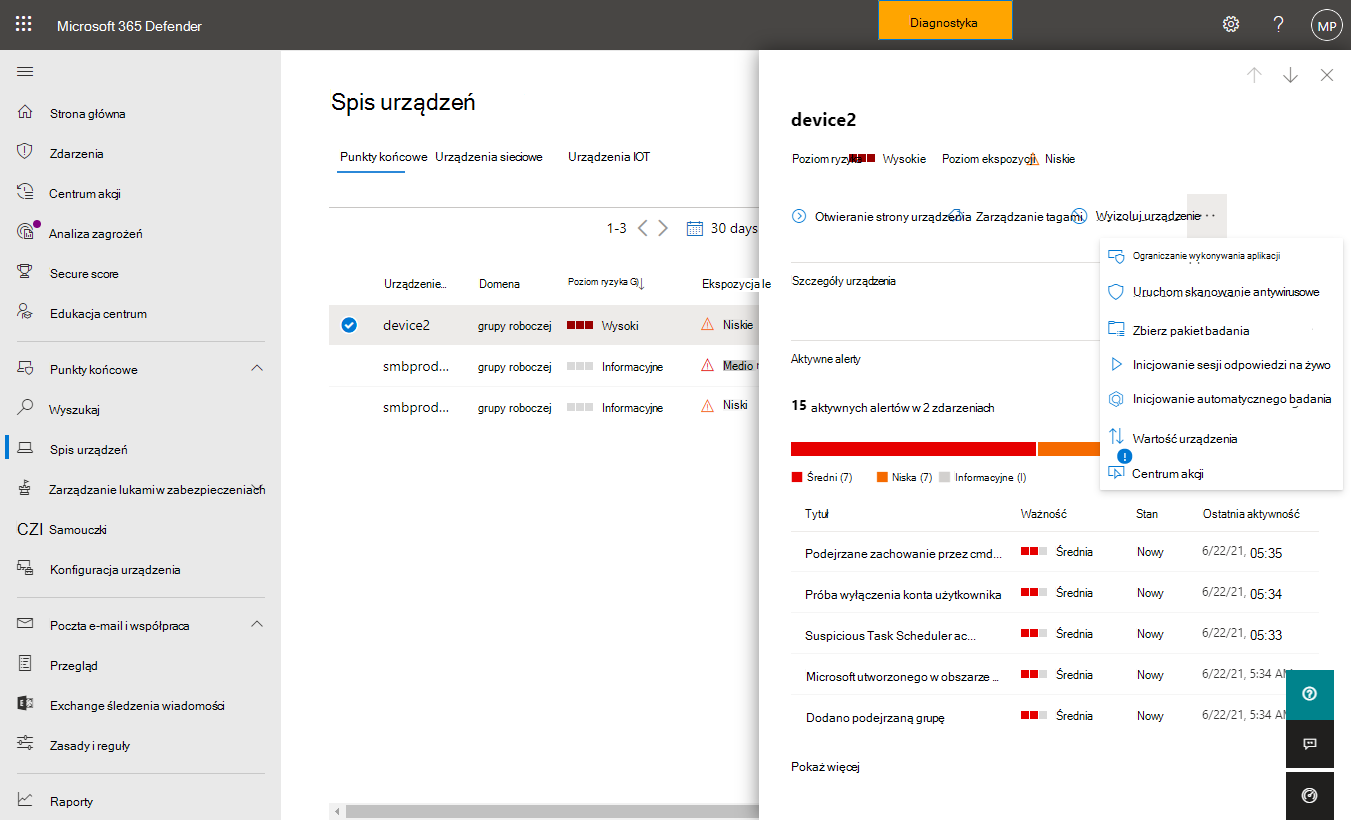 Microsoft 365 Defender
Diagnostyka
?
MP
Strona główna
Zdarzenia
Centrum akcji
Analiza zagrożeń
Secure score
Edukacja centrum
Punkty końcowe
Wyszukaj
Spis urządzeń
Zarządzanie lukami w zabezpieczeniach
CZI Samouczki
Konfiguracja urządzenia
Poczta e-mail i współpraca
Przegląd
Exchange śledzenia wiadomości
Zasady i reguły
Raporty
Spis urządzeń
Punkty końcowe Urządzenia sieciowe Urządzenia IOT
1-3 30 days
Urządzenie.. Domena Poziom ryzyka G) Ekspozycja le
device2 grupy roboczej Wysoki Niskie
smbprod... grupy roboczej Informacyjne Medio
smbprod... grupy roboczej Informacyjne Niski
device2
Poziom ryzyka Wysokie Poziom ekspozycji Niskie
Otwieranie strony urządzenia Zarządzanie tagami Wyizoluj urządzenie ...
Ograniczanie wykonywania aplikacji
Uruchom skanowanie antywirusowe
Zbierz pakiet badania
Inicjowanie sesji odpowiedzi na żywo
Inicjowanie automatycznego badania
Wartość urządzenia
Centrum akcji
Szczegóły urządzenia
Aktywne alerty
15 aktywnych alertów w 2 zdarzeniach
Średni (7) Niska (7) Informacyjne (I)
Tytuł Ważność Stan Ostatnia aktywność
Podejrzane zachowanie przez cmd... Średnia Nowy 6/22/21, 05:35
Próba wyłączenia konta użytkownika Średnia Nowy 6/22/21, 05:34
Suspicious Task Scheduler ac... Średnia Nowy 6/22/21, 05:33
Microsoft utworzonego w obszarze ... Średnia Nowy 6/22/21, 5:34 AM
Dodano podejrzaną grupę Średnia Nowy 6/22/21, 5:34
Pokaż więcej